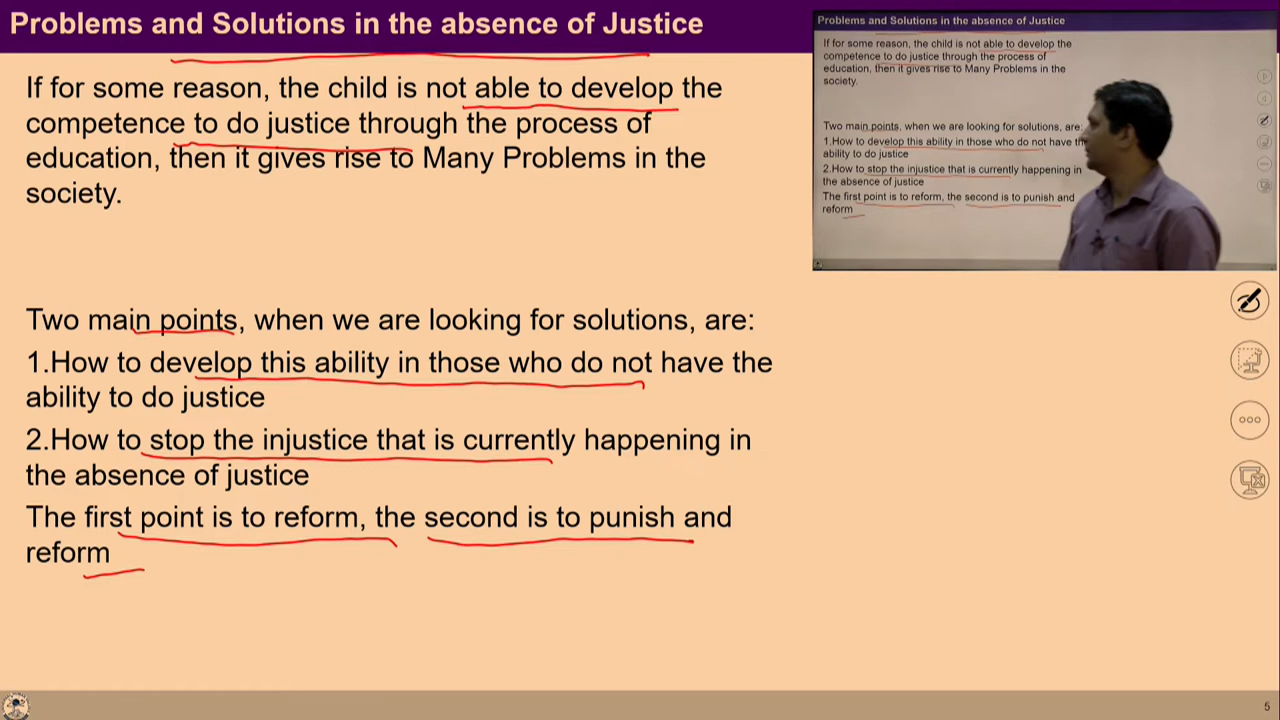 Problems and Solutions in the absence of Justice
If for some reason, the child is not able to develop the
competence to do justice through the process of
education, then it gives rise to Many Problems in the
society.
Two main points, when we are looking for solutions, are:
1.How to develop this ability in those who do not have the
ability to do justice
2.How to stop the injustice that is currently happening in
the absence of justice
The first point is to reform, the second is to punish and
reform
5
Problems and Solutions in the absence of Justice
If for some reason, the child is not able to develop the
competence to do justice through the process of
education, then it gives rise to Many Problems in the
society.
Two main points, when we are looking for solutions, are:
1.How to develop this ability in those who do not have the
ability to do justice
2.How to stop the injustice that is currently happening in
the absence of justice
The first point is to reform, the second is to punish and
reform